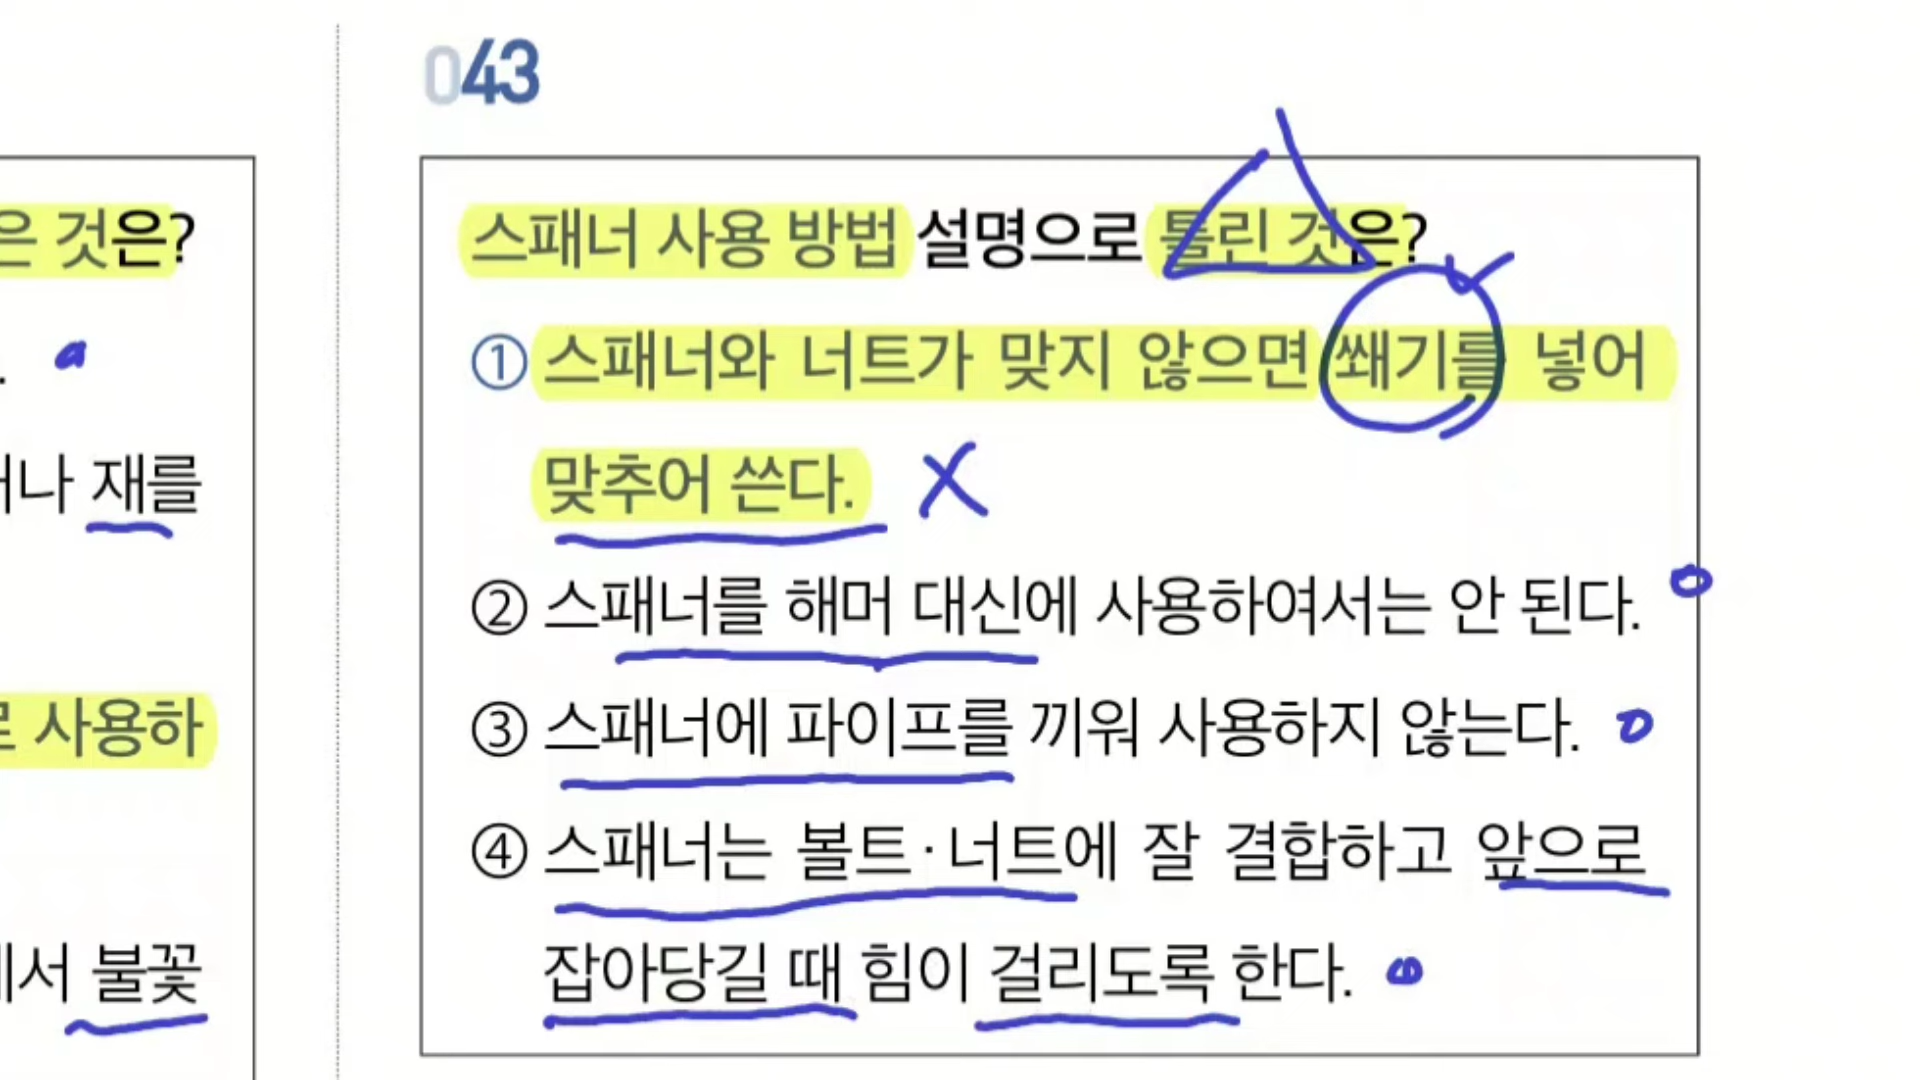 은 것은?
재를
로 사용하
에서 불꽃
043
스패너 사용 방법 설명으로 틀린 것은?
① 스패너와 너트가 맞지 않으면 쐐기를 넣어
맞추어 쓴다. X
② 스패너를 해머 대신에 사용하여서는 안 된다.
③ 스패너에 파이프를 끼워 사용하지 않는다.
④ 스패너는 볼트·너트에 잘 결합하고 앞으로
잡아당길 때 힘이 걸리도록 한다.